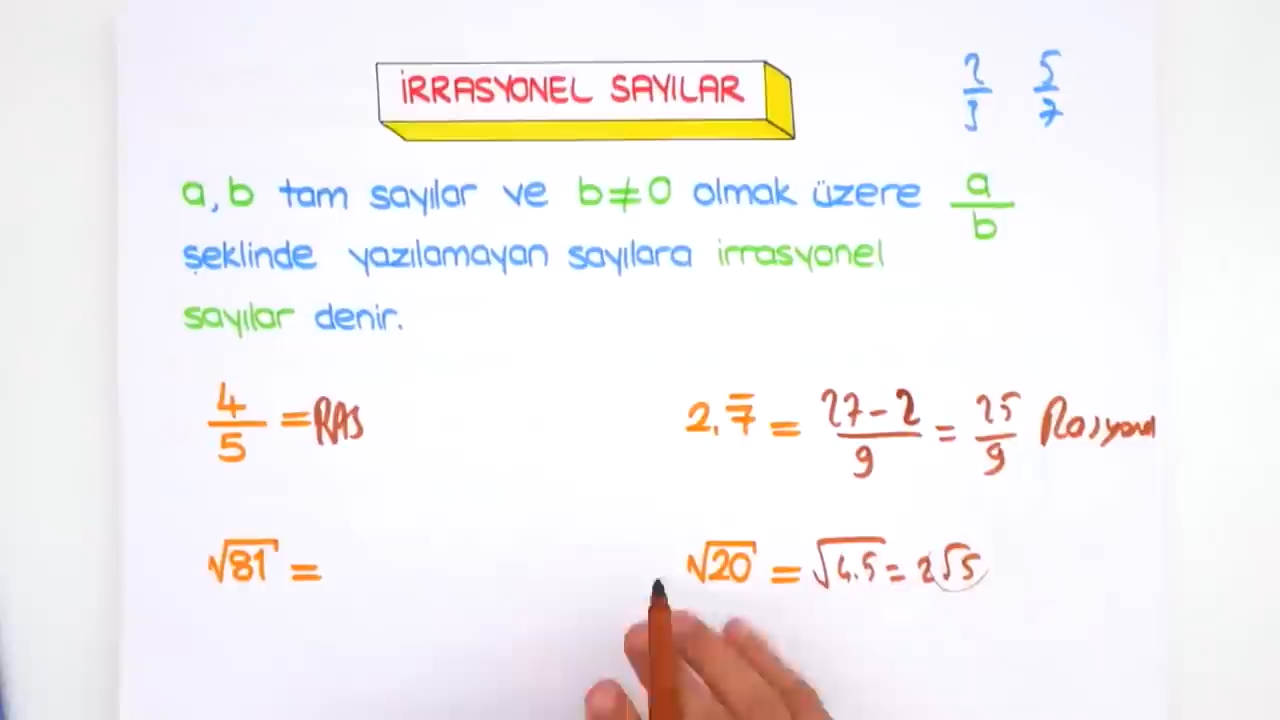 İRRASYONEL SAYILAR
2/3 5/7
a, b tam sayılar ve b≠0 olmak üzere a/b
şeklinde yazılamayan sayılara irrasyonel
sayılar denir.
4/5 = RAS
2,7̅ = (27-2)/9 = 25/9 Rasyonel
√81 =
√20 = √4.5 = 2√5